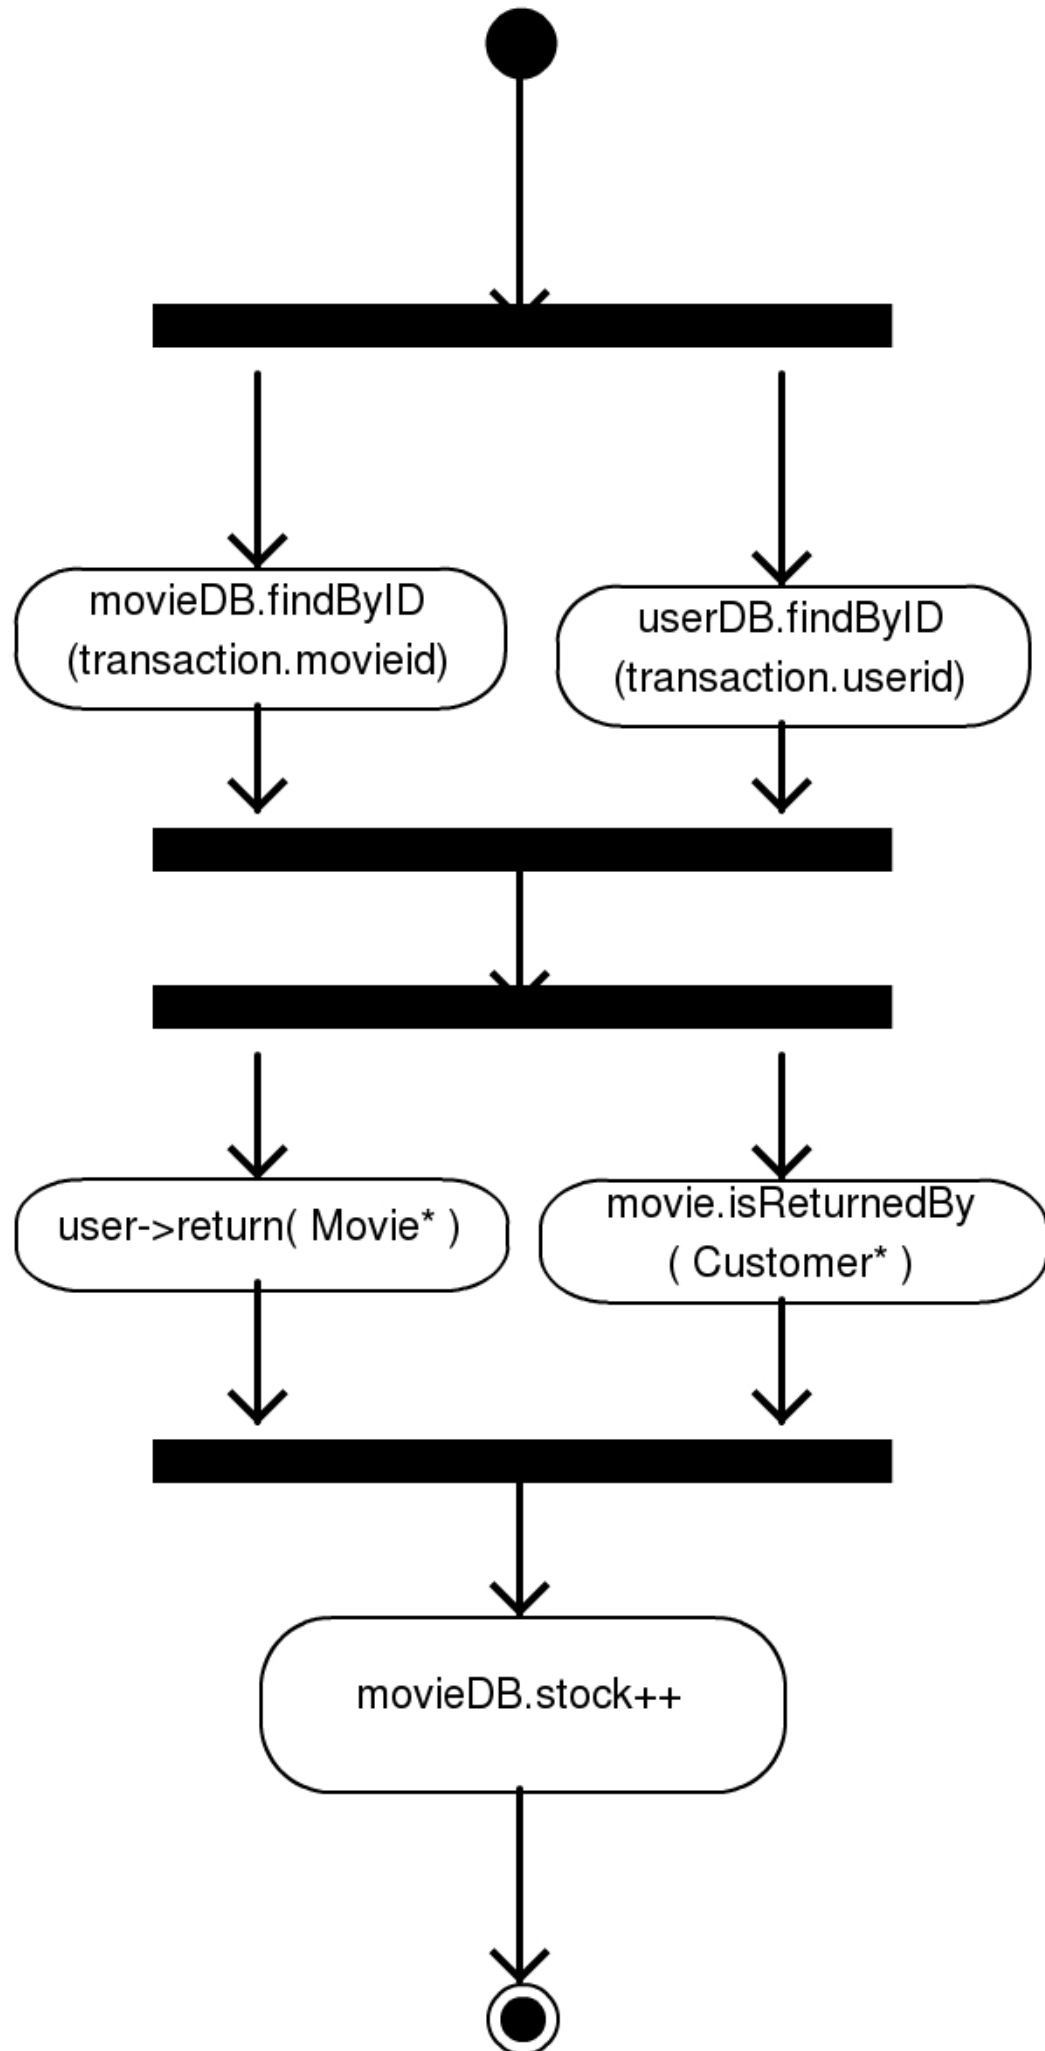 movieDB.findByID
(transaction.movieid)
userDB.findByID
(transaction.userid)
user->return( Movie* )
movie.isReturnedBy
( Customer* )
movieDB.stock++